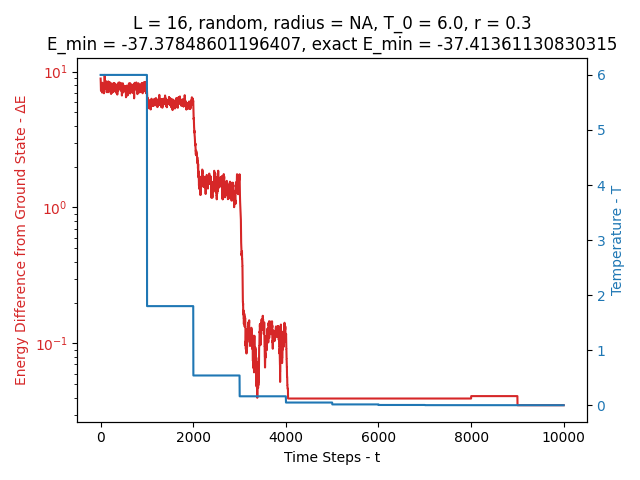 L = 16, random, radius = NA, T_0 = 6.0, r = 0.3
E_min = -37.37848601196407, exact E_min = -37.41361130830315
Energy Difference from Ground State - ΔE
10¹
10⁰
10⁻¹
6
5
4
3
2
1
0
Temperature - T
0 2000 4000 6000 8000 10000
Time Steps - t